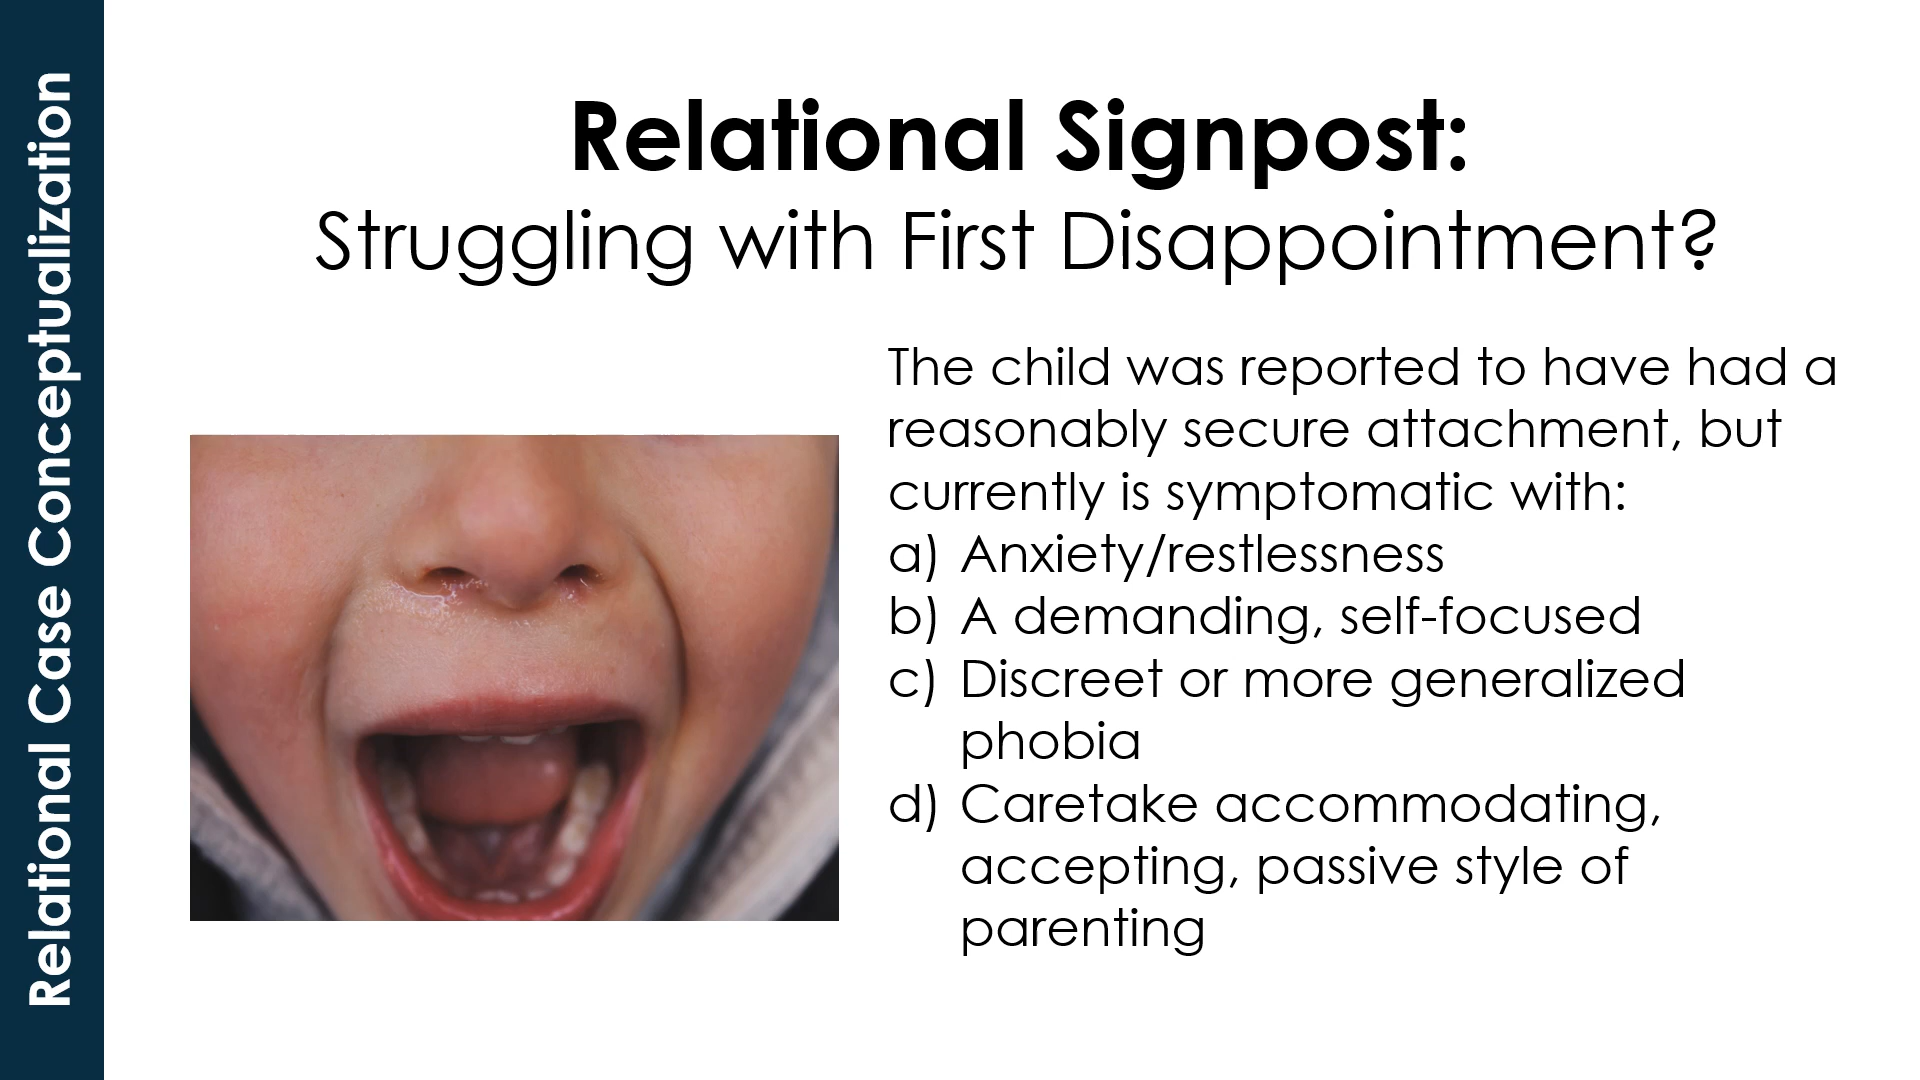 Relational Case Conceptualization
Relational Signpost:
Struggling with First Disappointment?
The child was reported to have had a
reasonably secure attachment, but
currently is symptomatic with:
a) Anxiety/restlessness
b) A demanding, self-focused
c) Discreet or more generalized
phobia
d) Caretake accommodating,
accepting, passive style of
parenting